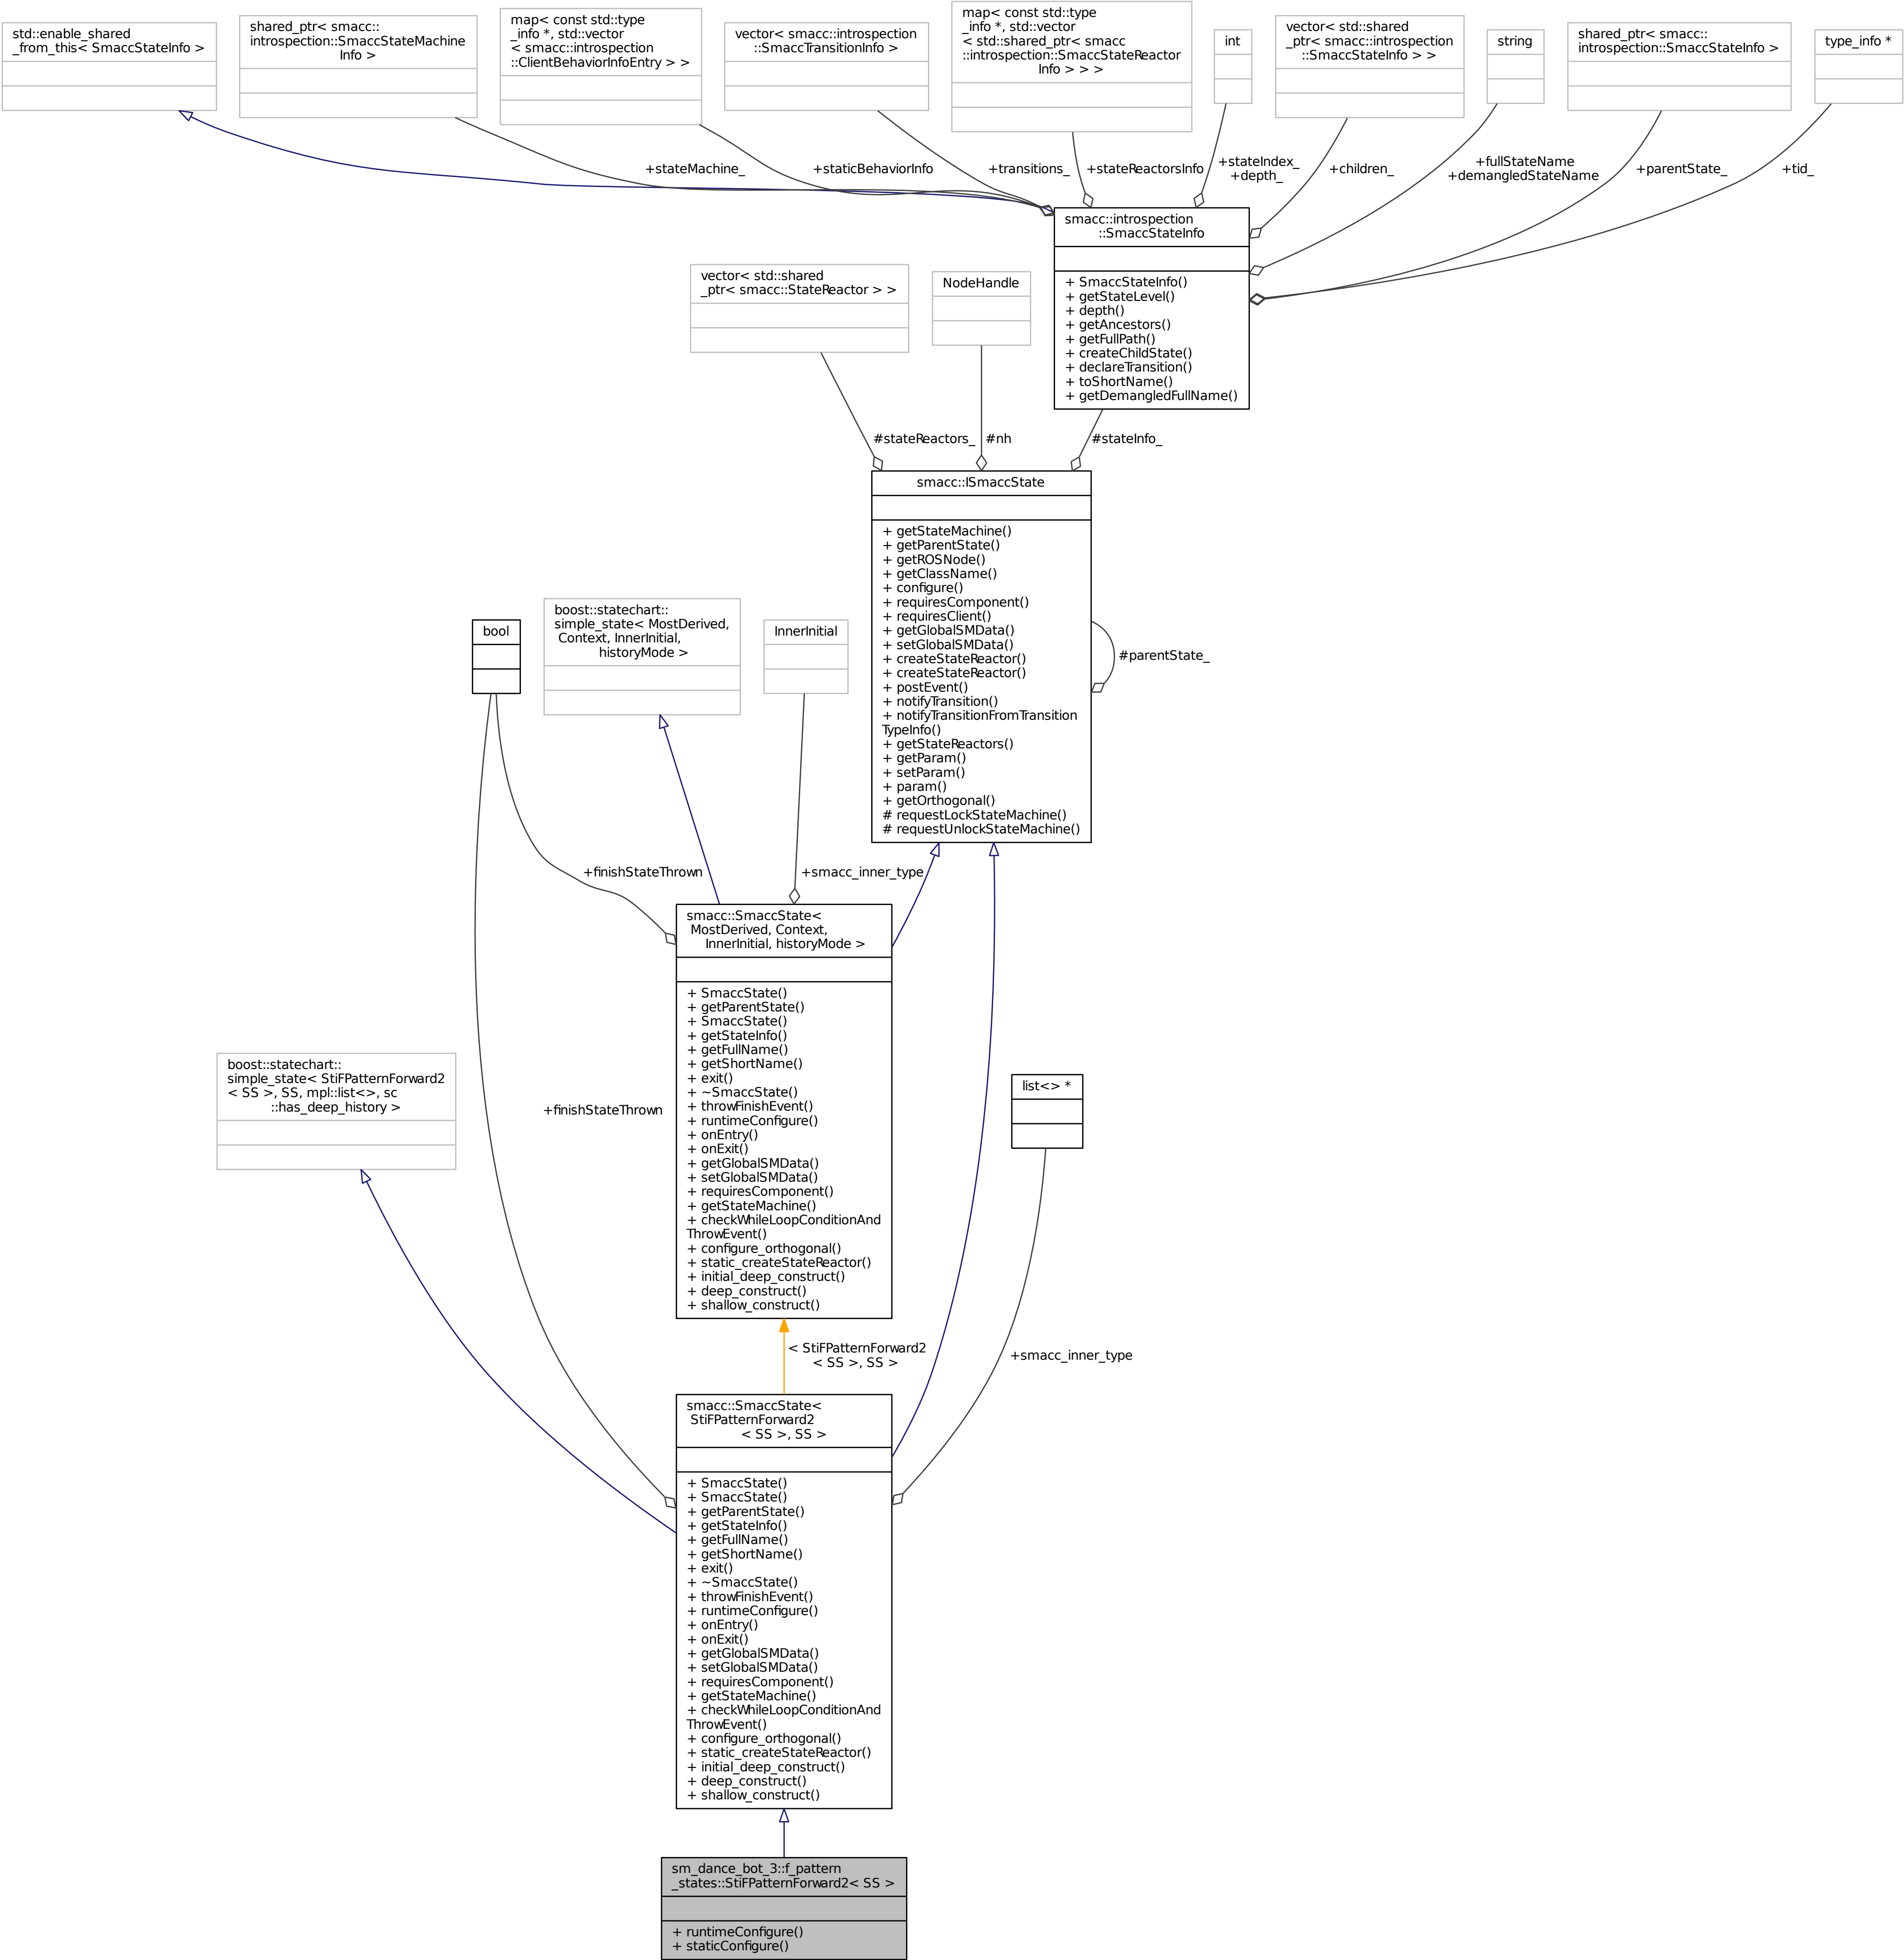 std::enable_shared
_from_this< SmaccStateInfo >
shared_ptr< smacc::
introspection::SmaccStateMachine
Info >
map< const std::type
_info *, std::vector
< smacc::introspection
::ClientBehaviorInfoEntry > >
vector< smacc::introspection
::SmaccTransitionInfo >
map< const std::type
_info *, std::vector
< std::shared_ptr< smacc
::introspection::SmaccStateReactor
Info > > >
int
vector< std::shared
_ptr< smacc::introspection
::SmaccStateInfo > >
string
shared_ptr< smacc::
introspection::SmaccStateInfo >
type_info *
+stateMachine_
+staticBehaviorInfo
+transitions_
+stateReactorsInfo
+stateIndex_
+depth_
+children_
+fullStateName
+demangledStateName
+parentState_
+tid_
smacc::introspection
::SmaccStateInfo
+ SmaccStateInfo()
+ getStateLevel()
+ depth()
+ getAncestors()
+ getFullPath()
+ createChildState()
+ declareTransition()
+ toShortName()
+ getDemangledFullName()
vector< std::shared
_ptr< smacc::StateReactor > >
NodeHandle
#stateReactors_
#nh
#stateInfo_
smacc::ISmaccState
+ getStateMachine()
+ getParentState()
+ getROSNode()
+ getClassName()
+ configure()
+ requiresComponent()
+ requiresClient()
+ getGlobalSMData()
+ setGlobalSMData()
+ createStateReactor()
+ createStateReactor()
+ postEvent()
+ notifyTransition()
+ notifyTransitionFromTransition
TypeInfo()
+ getStateReactors()
+ getParam()
+ setParam()
+ param()
+ getOrthogonal()
# requestLockStateMachine()
# requestUnlockStateMachine()
#parentState_
bool
boost::statechart::
simple_state< MostDerived,
Context, InnerInitial,
historyMode >
InnerInitial
+finishStateThrown
+smacc_inner_type
smacc::SmaccState<
MostDerived, Context,
InnerInitial, historyMode >
+ SmaccState()
+ getParentState()
+ SmaccState()
+ getStateInfo()
+ getFullName()
+ getShortName()
+ exit()
+ ~SmaccState()
+ throwFinishEvent()
+ runtimeConfigure()
+ onEntry()
+ onExit()
+ getGlobalSMData()
+ setGlobalSMData()
+ requiresComponent()
+ getStateMachine()
+ checkWhileLoopConditionAnd
ThrowEvent()
+ configure_orthogonal()
+ static_createStateReactor()
+ initial_deep_construct()
+ deep_construct()
+ shallow_construct()
boost::statechart::
simple_state< StiFPatternForward2
< SS >, SS, mpl::list<>, sc
::has_deep_history >
+finishStateThrown
list<> *
< StiFPatternForward2
< SS >, SS >
+smacc_inner_type
smacc::SmaccState<
StiFPatternForward2
< SS >, SS >
+ SmaccState()
+ SmaccState()
+ getParentState()
+ getStateInfo()
+ getFullName()
+ getShortName()
+ exit()
+ ~SmaccState()
+ throwFinishEvent()
+ runtimeConfigure()
+ onEntry()
+ onExit()
+ getGlobalSMData()
+ setGlobalSMData()
+ requiresComponent()
+ getStateMachine()
+ checkWhileLoopConditionAnd
ThrowEvent()
+ configure_orthogonal()
+ static_createStateReactor()
+ initial_deep_construct()
+ deep_construct()
+ shallow_construct()
sm_dance_bot_3::f_pattern
_states::StiFPatternForward2< SS >
+ runtimeConfigure()
+ staticConfigure()